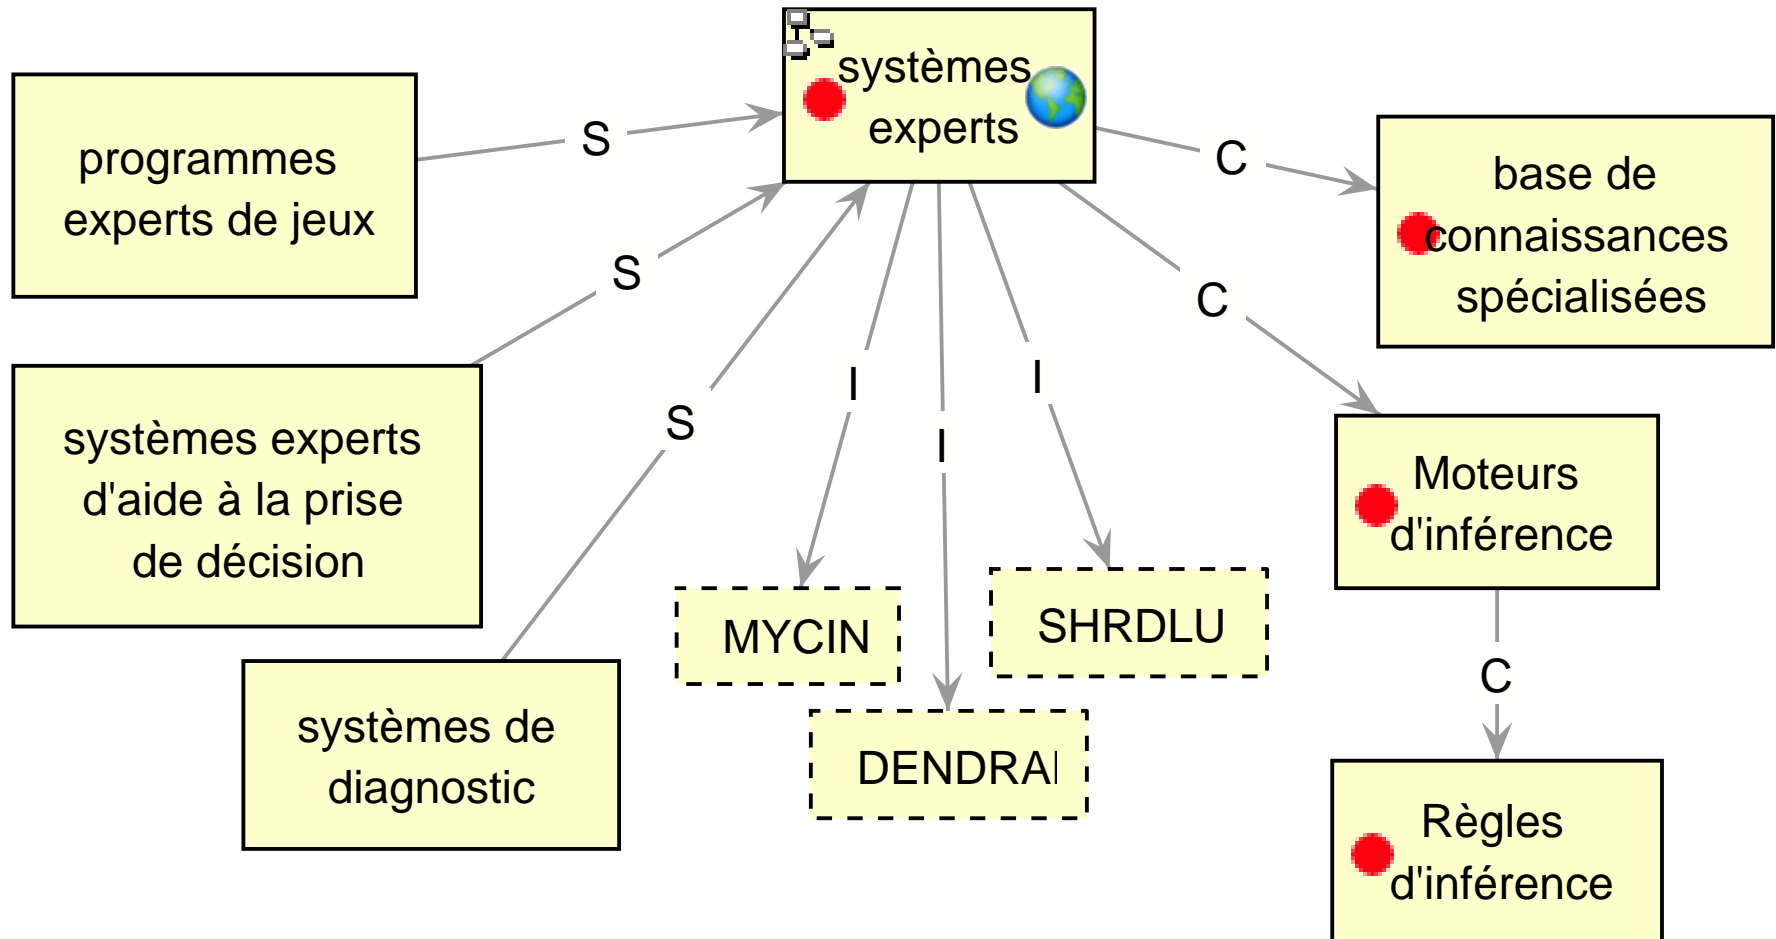 systèmes
experts
programmes
experts de jeux
S
C
base de
connaissances
spécialisées
S
C
systèmes experts
d'aide à la prise
de décision
S
I
I
I
Moteurs
d'inférence
MYCIN
SHRDLU
C
systèmes de
diagnostic
DENDRAL
Règles
d'inférence